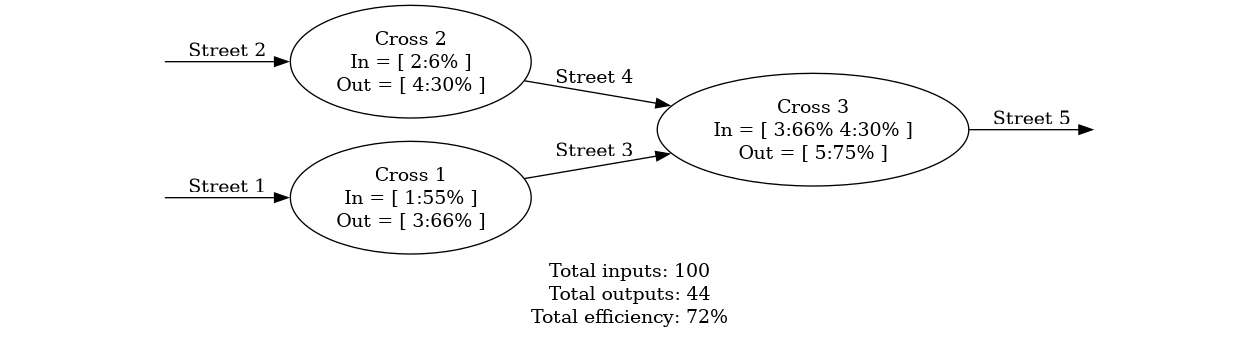 Cross 2
Street 2
In = [ 2:6% ]
Out = [ 4:30% ]
Street 4
Cross 3
Street 5
In = [ 3:66% 4:30% ]
Out = [ 5:75% ]
Street 3
Cross 1
Street 1
In = [ 1:55% ]
Out = [ 3:66% ]
Total inputs: 100
Total outputs: 44
Total efficiency: 72%